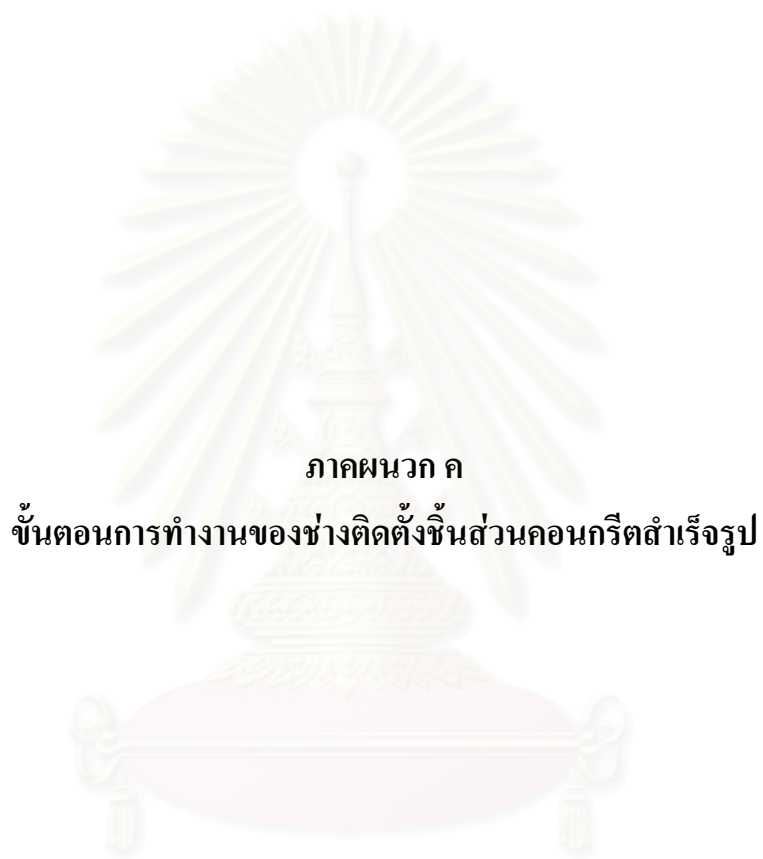 ภาคผนวก ค
ขั้นตอนการทำงานของช่างติดตั้งชิ้นส่วนคอนกรีตสำเร็จรูป